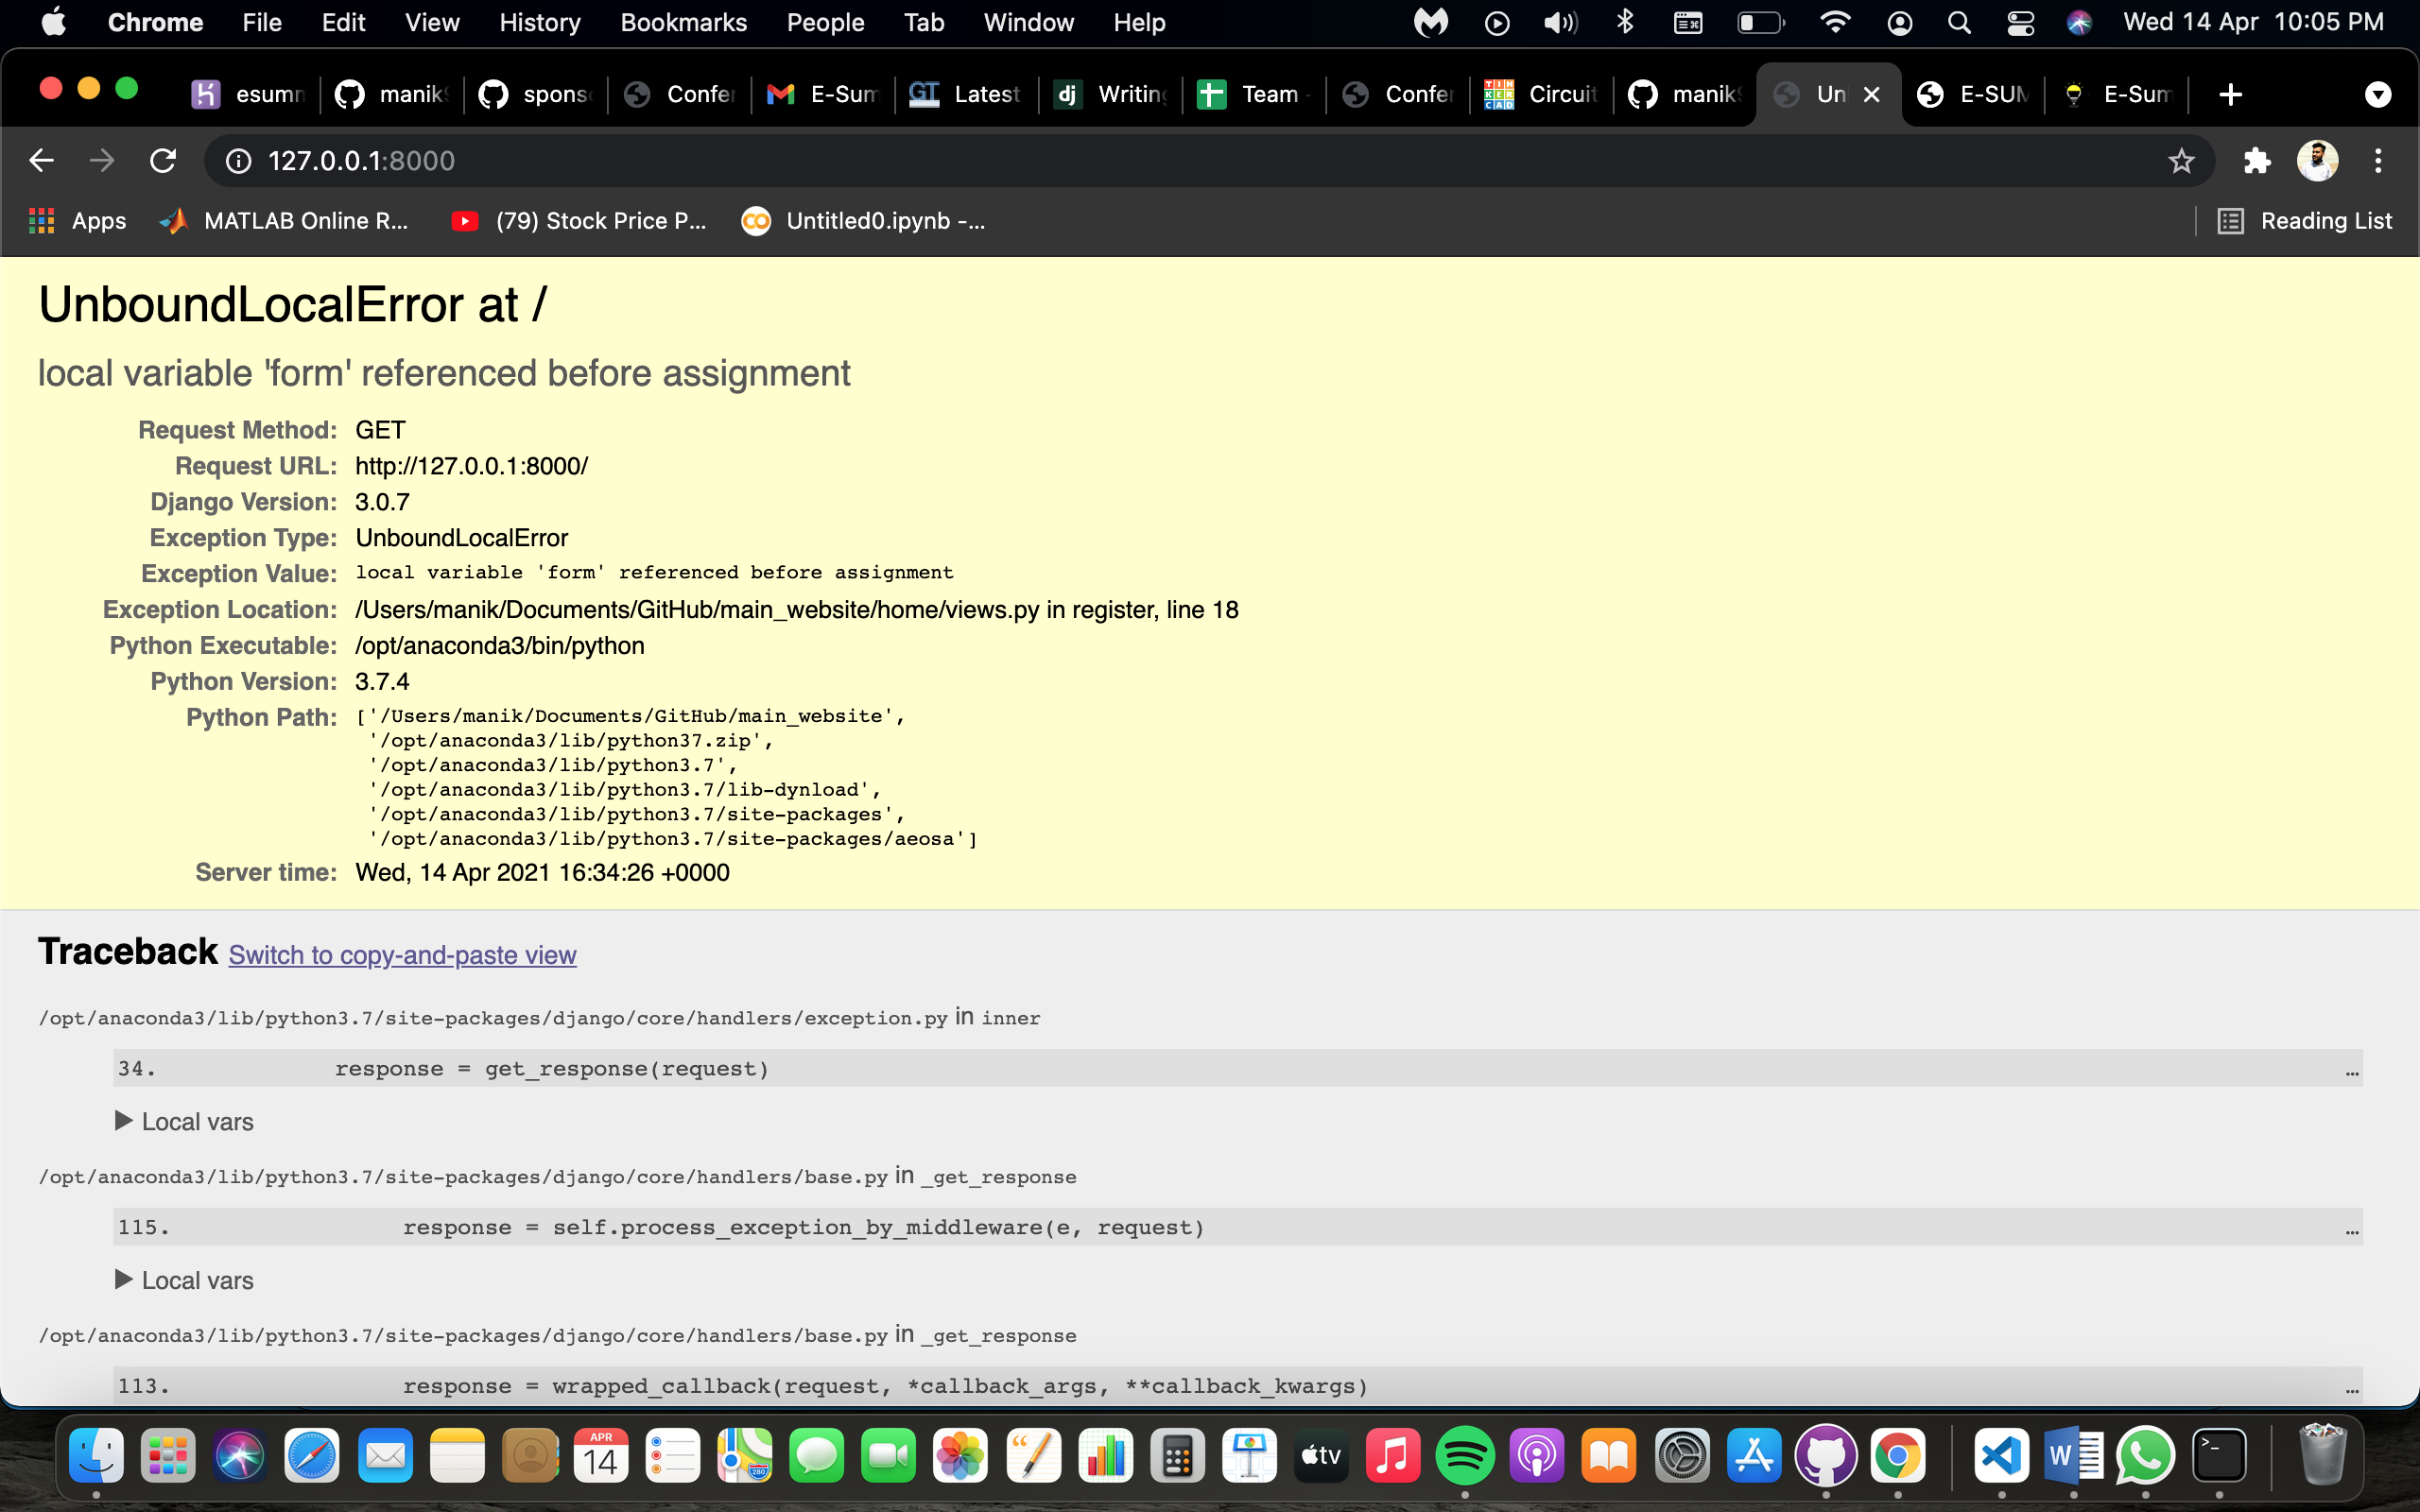 Chrome File Edit View History Bookmarks People Tab Window Help Wed 14 Apr 10:05 PM
esumn manikS sponso Confer E-Sum GT Latest dj Writing Team - Confer TINKERCAD Circuit manikS Un E-SUM E-Sum
127.0.0.1:8000
Apps MATLAB Online R... (79) Stock Price P... Untitled0.ipynb -... Reading List
UnboundLocalError at /
local variable 'form' referenced before assignment
Request Method: GET
Request URL: http://127.0.0.1:8000/
Django Version: 3.0.7
Exception Type: UnboundLocalError
Exception Value: local variable 'form' referenced before assignment
Exception Location: /Users/manik/Documents/GitHub/main_website/home/views.py in register, line 18
Python Executable: /opt/anaconda3/bin/python
Python Version: 3.7.4
Python Path: ['/Users/manik/Documents/GitHub/main_website',
'/opt/anaconda3/lib/python37.zip',
'/opt/anaconda3/lib/python3.7',
'/opt/anaconda3/lib/python3.7/lib-dynload',
'/opt/anaconda3/lib/python3.7/site-packages',
'/opt/anaconda3/lib/python3.7/site-packages/aeosa']
Server time: Wed, 14 Apr 2021 16:34:26 +0000
Traceback Switch to copy-and-paste view
/opt/anaconda3/lib/python3.7/site-packages/django/core/handlers/exception.py in inner
34. response = get_response(request) …
▶ Local vars
/opt/anaconda3/lib/python3.7/site-packages/django/core/handlers/base.py in _get_response
115. response = self.process_exception_by_middleware(e, request) …
▶ Local vars
/opt/anaconda3/lib/python3.7/site-packages/django/core/handlers/base.py in _get_response
113. response = wrapped_callback(request, *callback_args, **callback_kwargs) …
APR
14
280
tv
W